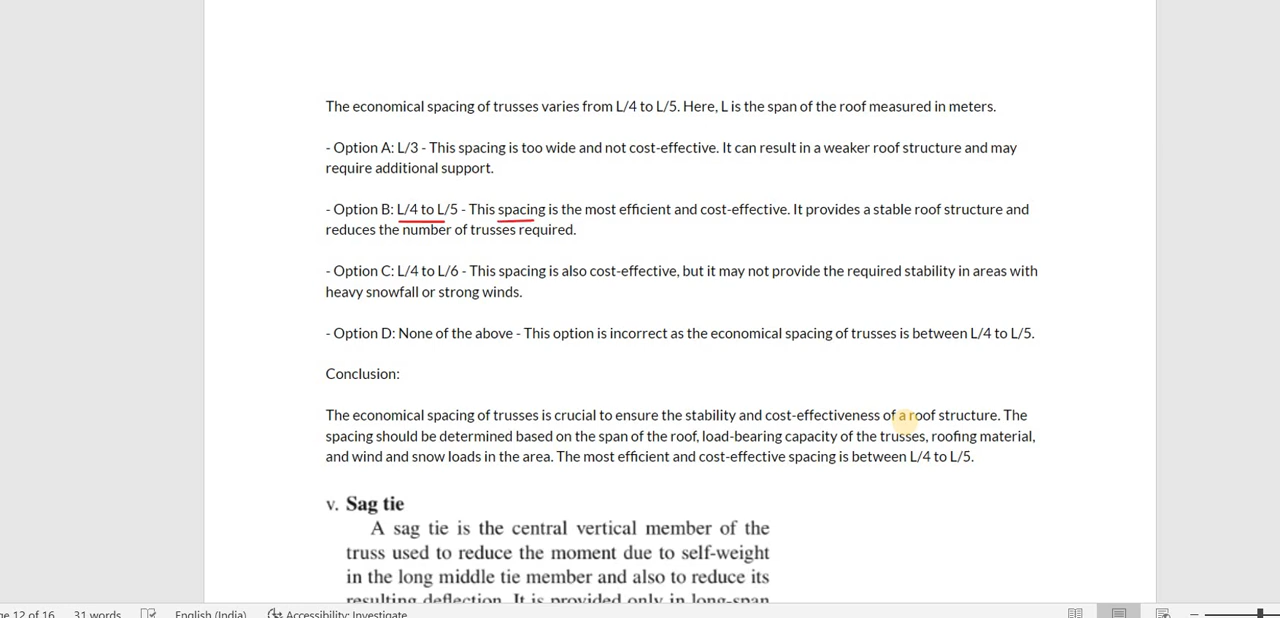 The economical spacing of trusses varies from L/4 to L/5. Here, L is the span of the roof measured in meters.
- Option A: L/3 - This spacing is too wide and not cost-effective. It can result in a weaker roof structure and may
require additional support.
- Option B: L/4 to L/5 - This spacing is the most efficient and cost-effective. It provides a stable roof structure and
reduces the number of trusses required.
- Option C: L/4 to L/6 - This spacing is also cost-effective, but it may not provide the required stability in areas with
heavy snowfall or strong winds.
- Option D: None of the above - This option is incorrect as the economical spacing of trusses is between L/4 to L/5.
Conclusion:
The economical spacing of trusses is crucial to ensure the stability and cost-effectiveness of a roof structure. The
spacing should be determined based on the span of the roof, load-bearing capacity of the trusses, roofing material,
and wind and snow loads in the area. The most efficient and cost-effective spacing is between L/4 to L/5.
v. Sag tie
A sag tie is the central vertical member of the
truss used to reduce the moment due to self-weight
in the long middle tie member and also to reduce its
resulting deflection. It is provided only in long-span
ge 12 of 16 31 words English (India) Accessibility: Investigate